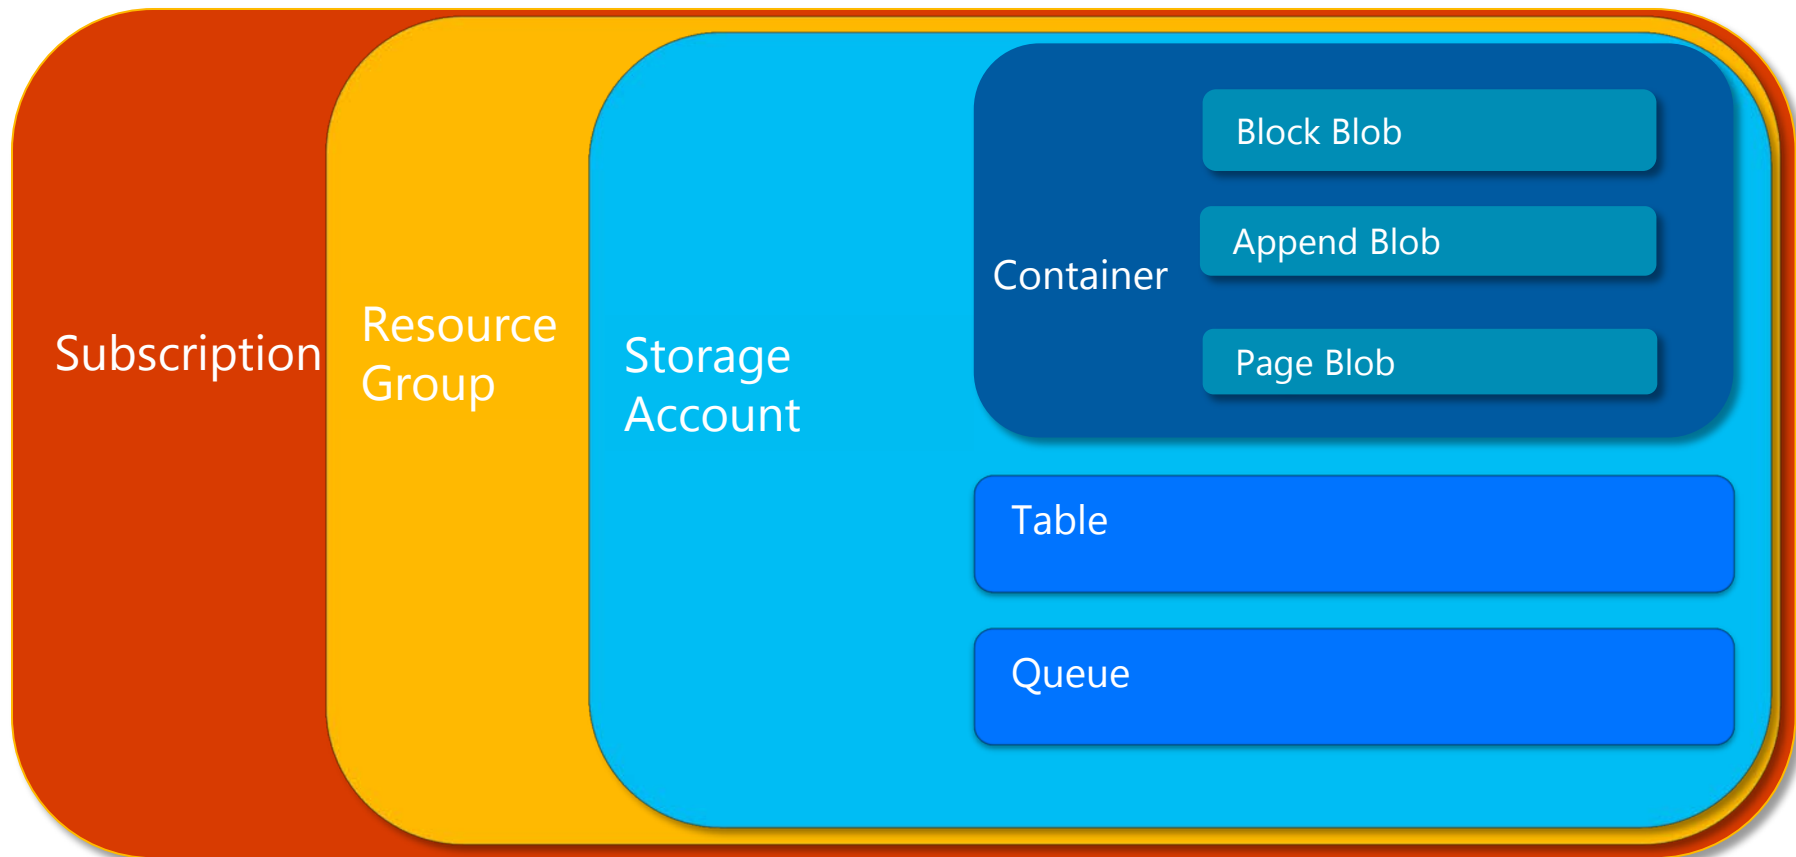 Subscription
Resource
Group
Storage
Account
Container
Block Blob
Append Blob
Page Blob
Table
Queue